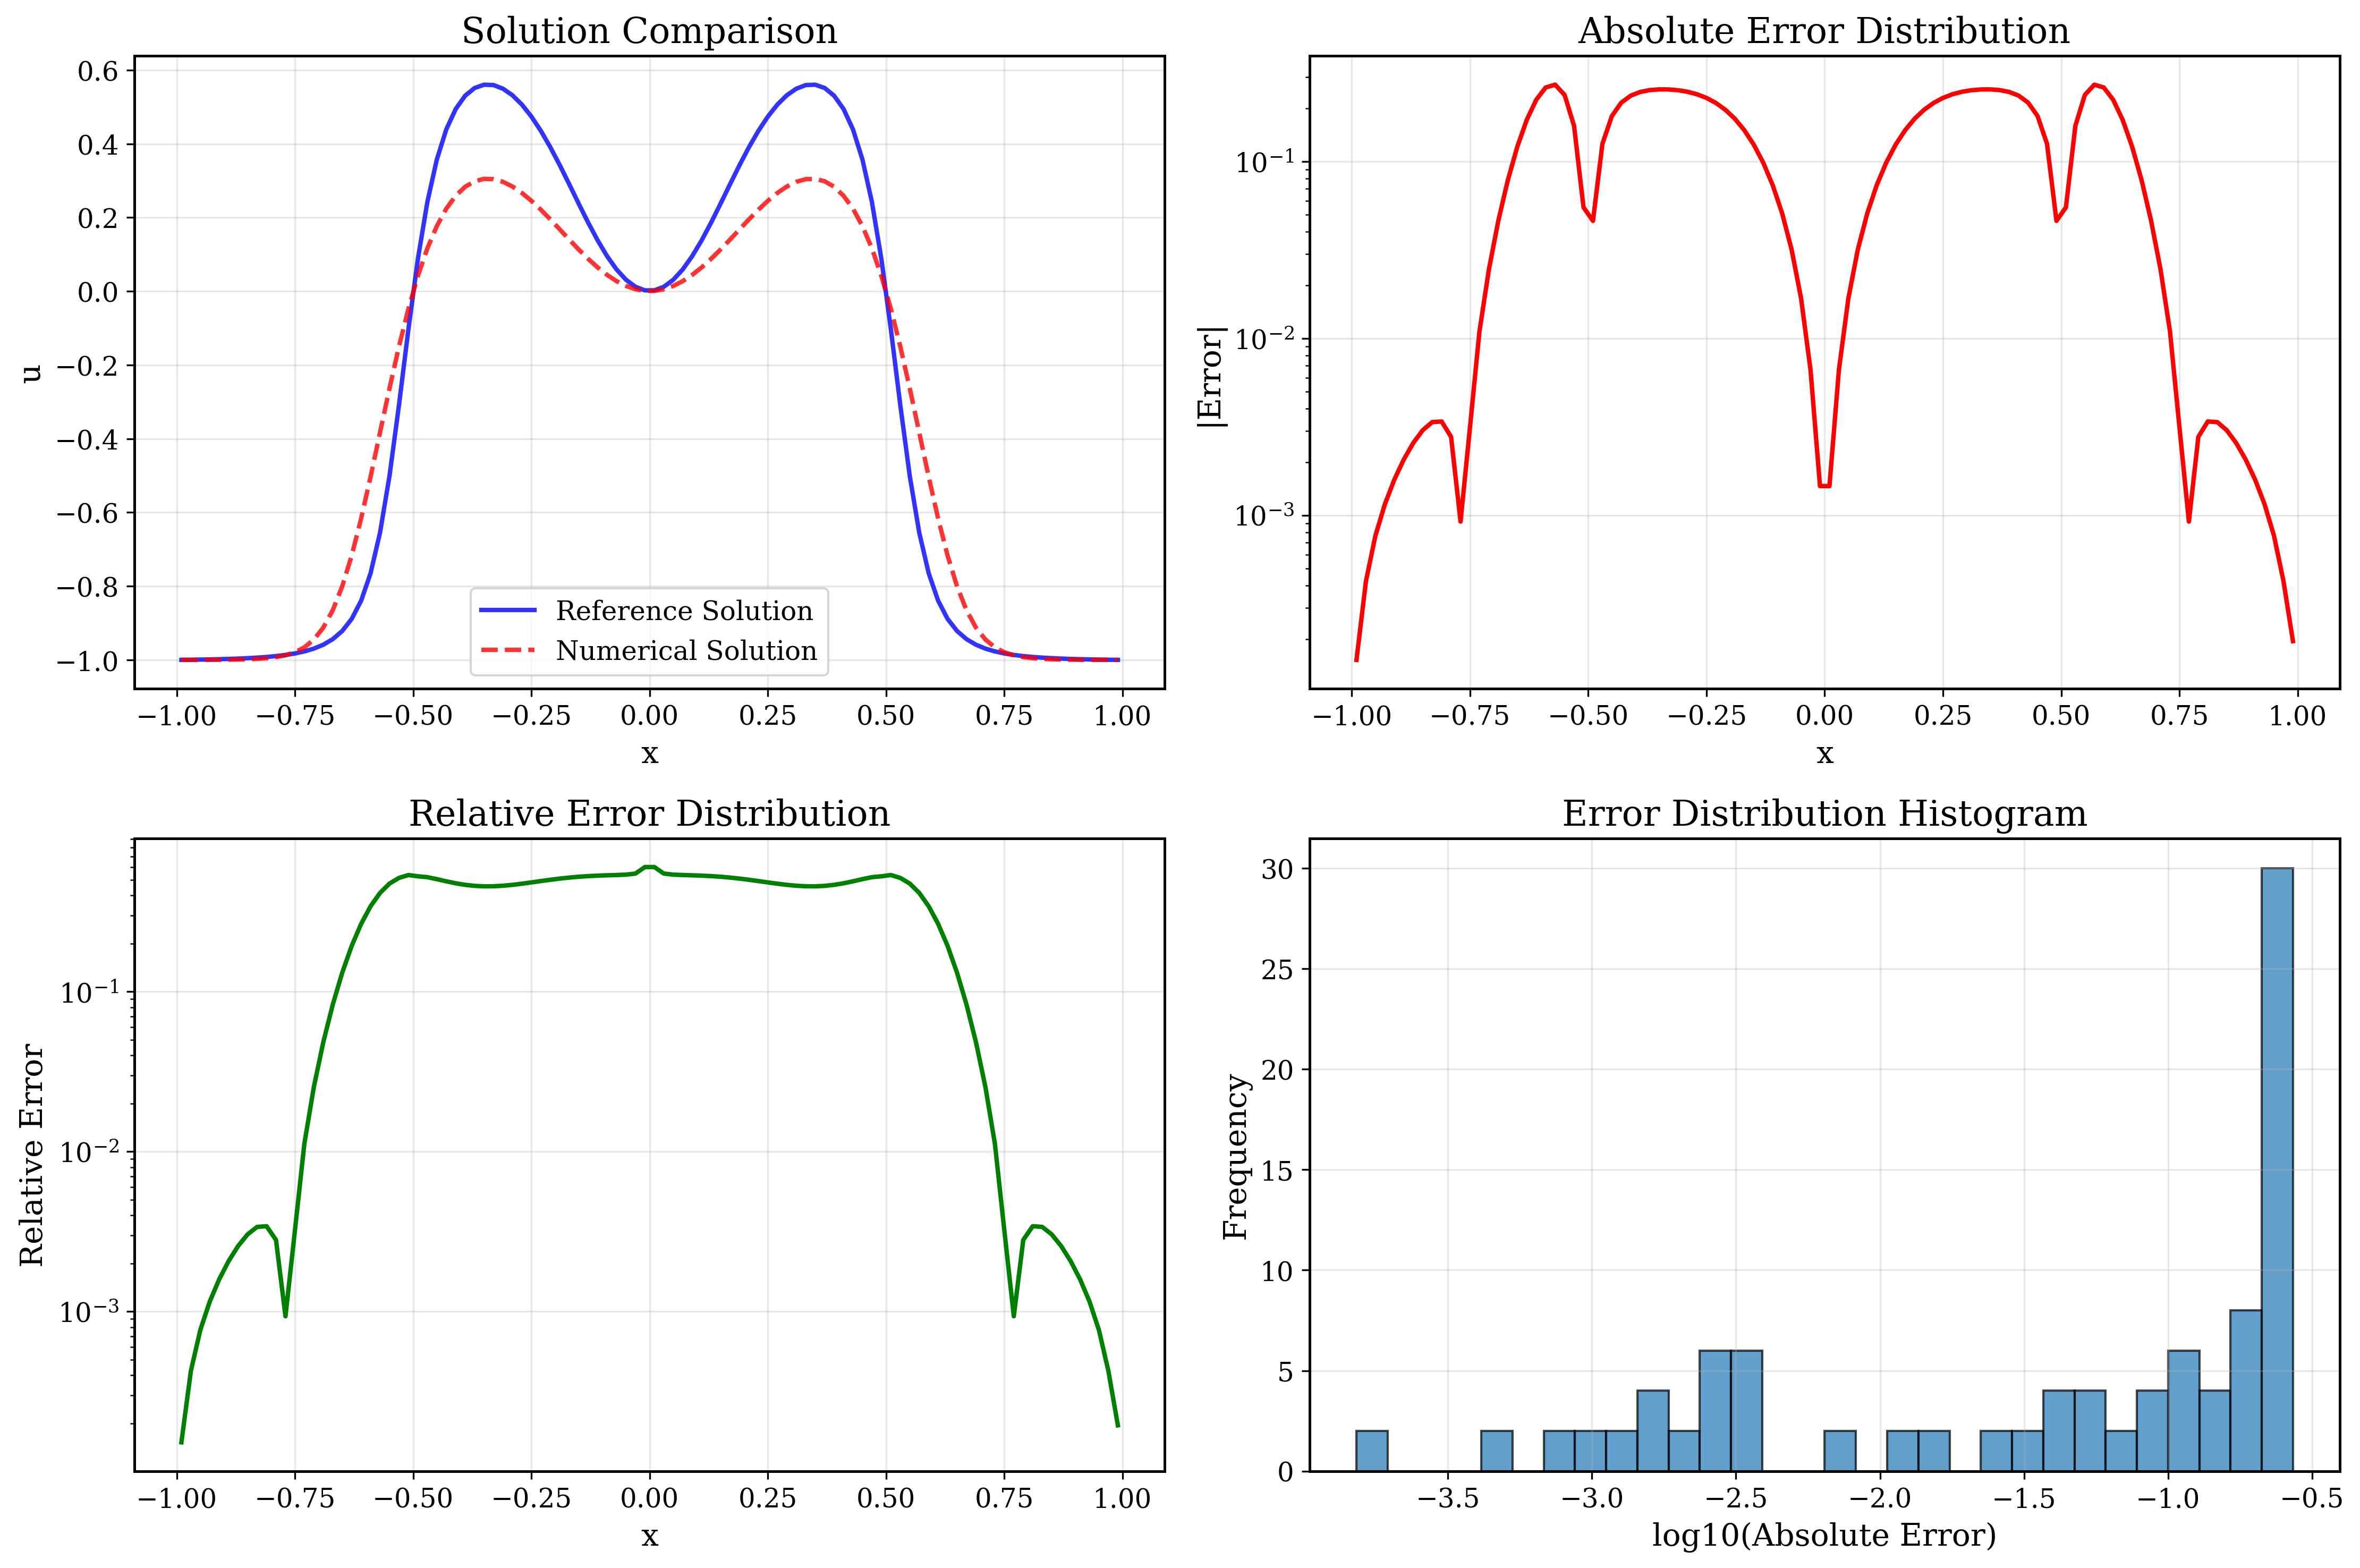 Solution Comparison
0.6
0.4
0.2
0.0
−0.2
−0.4
−0.6
−0.8
−1.0
u
Reference Solution
Numerical Solution
−1.00 −0.75 −0.50 −0.25 0.00 0.25 0.50 0.75 1.00
x
Absolute Error Distribution
10⁻¹
10⁻²
10⁻³
|Error|
−1.00 −0.75 −0.50 −0.25 0.00 0.25 0.50 0.75 1.00
x
Relative Error Distribution
10⁻¹
10⁻²
10⁻³
Relative Error
−1.00 −0.75 −0.50 −0.25 0.00 0.25 0.50 0.75 1.00
x
Error Distribution Histogram
30
25
20
15
10
5
0
Frequency
−3.5 −3.0 −2.5 −2.0 −1.5 −1.0 −0.5
log10(Absolute Error)